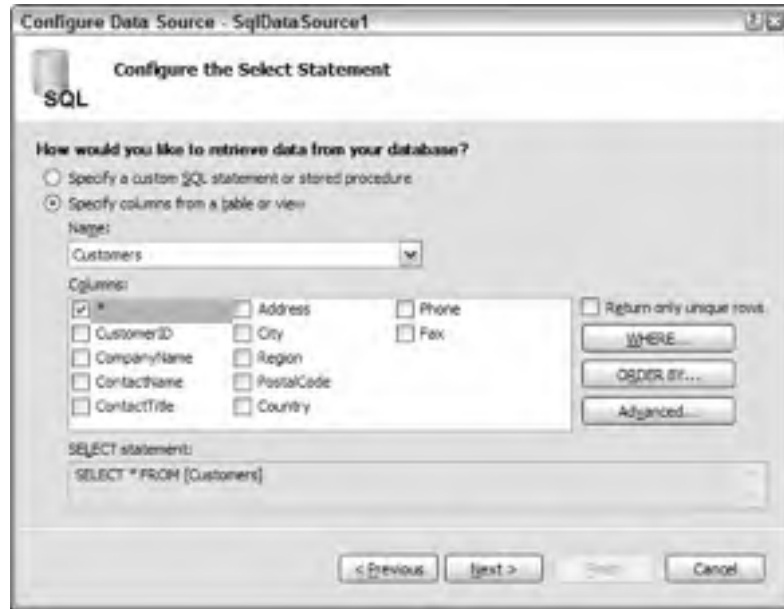 Configure Data Source - SqlDataSource1
Configure the Select Statement
SQL
How would you like to retrieve data from your database?
Specify a custom SQL statement or stored procedure
Specify columns from a table or view
Name:
Customers
Columns:
* Address Phone Return only unique rows
CustomerID City Fax WHERE...
CompanyName Region
ContactName PostalCode ORDER BY...
ContactTitle Country Advanced...
SELECT statement:
SELECT * FROM [Customers]
< Previous Next > Cancel